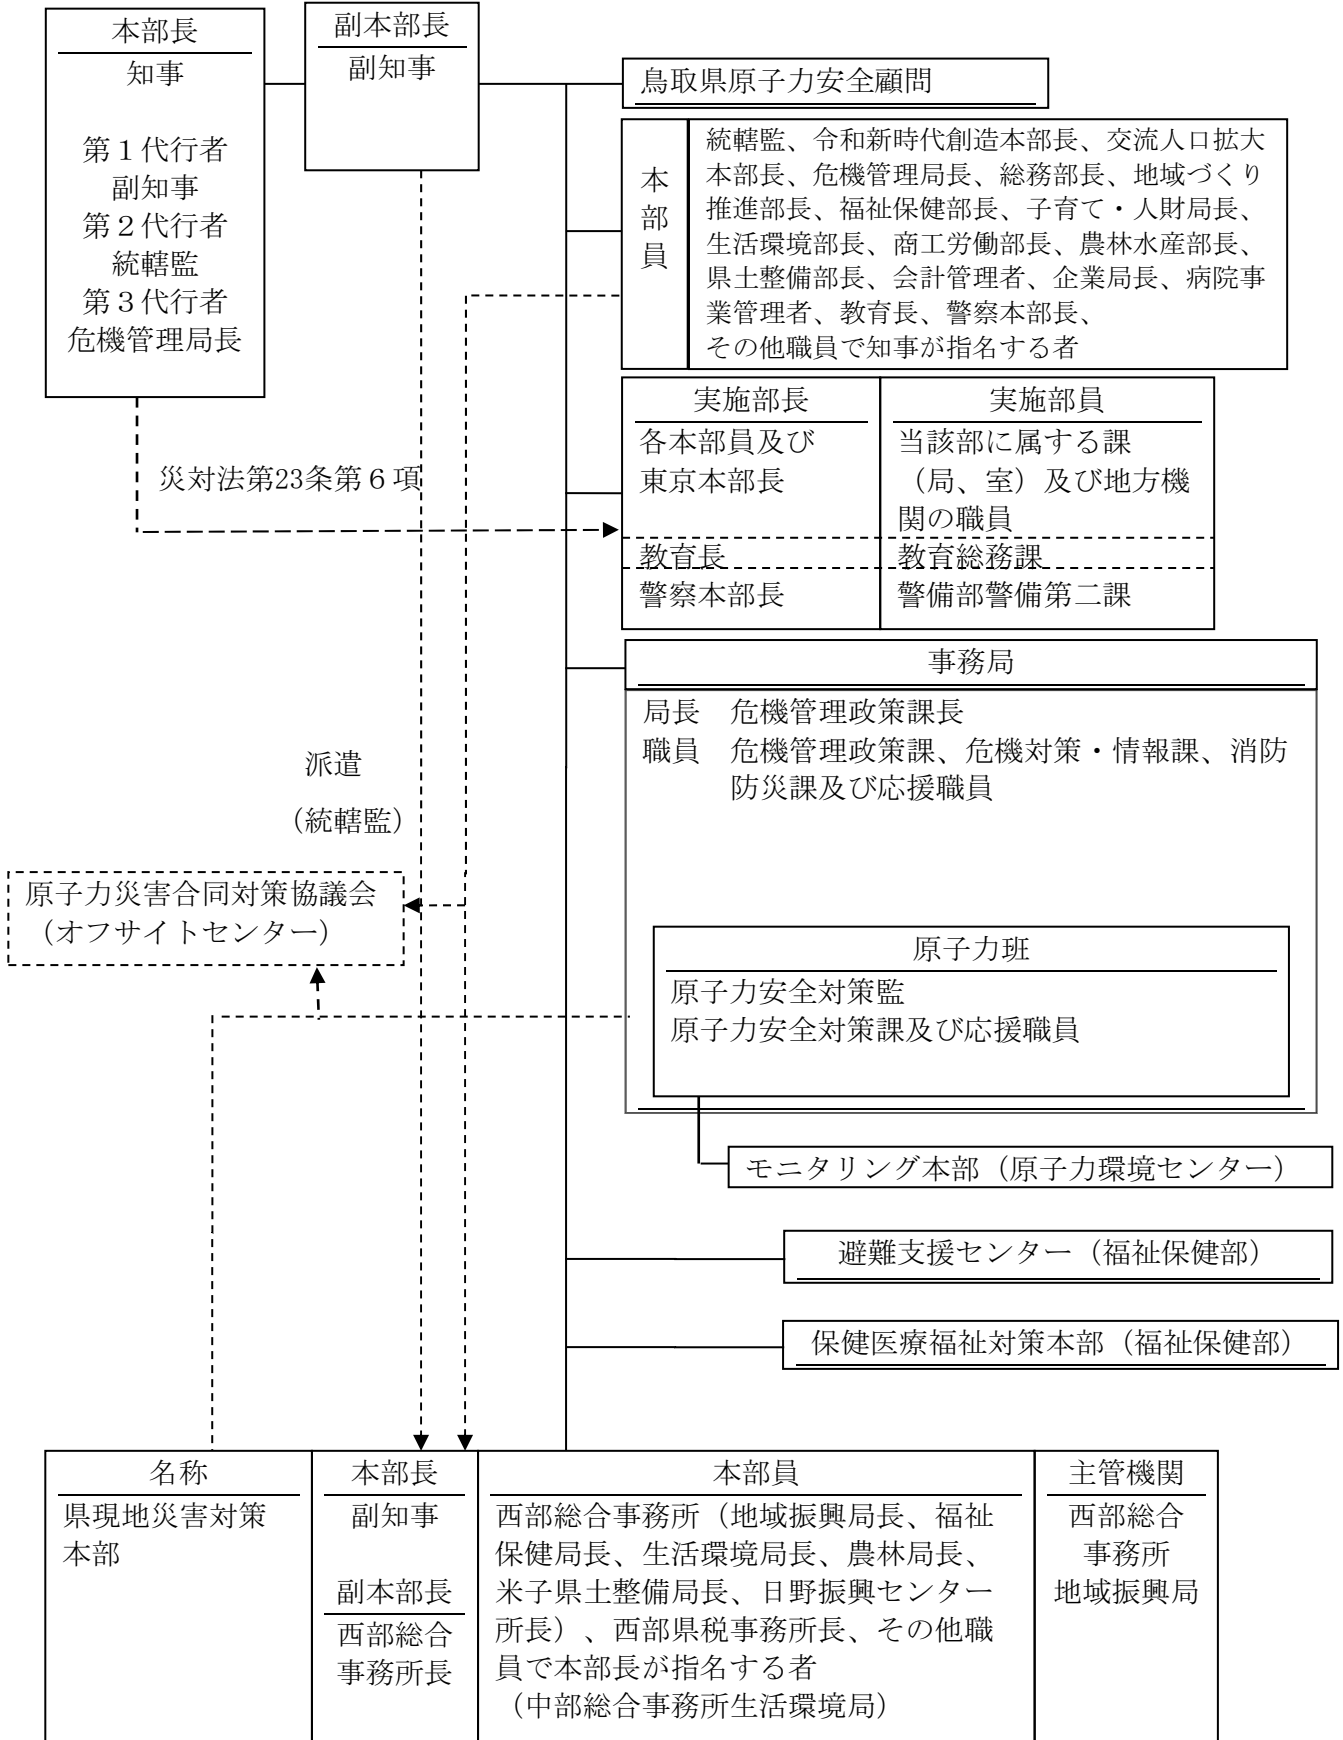 本部長
知事
第1代行者
副知事
第2代行者
統轄監
第3代行者
危機管理局長
副本部長
副知事
鳥取県原子力安全顧問
本部員
統轄監、令和新時代創造本部長、交流人口拡大
本部長、危機管理局長、総務部長、地域づくり
推進部長、福祉保健部長、子育て・人財局長、
生活環境部長、商工労働部長、農林水産部長、
県土整備部長、会計管理者、企業局長、病院事
業管理者、教育長、警察本部長、
その他職員で知事が指名する者
災対法第23条第6項
実施部長
各本部員及び
東京本部長
教育長
警察本部長
実施部員
当該部に属する課
（局、室）及び地方機
関の職員
教育総務課
警備部警備第二課
事務局
局長　危機管理政策課長
職員　危機管理政策課、危機対策・情報課、消防
防災課及び応援職員
派遣
（統轄監）
原子力災害合同対策協議会
（オフサイトセンター）
原子力班
原子力安全対策監
原子力安全対策課及び応援職員
モニタリング本部（原子力環境センター）
避難支援センター（福祉保健部）
保健医療福祉対策本部（福祉保健部）
名称
県現地災害対策
本部
本部長
副知事
副本部長
西部総合
事務所長
本部員
西部総合事務所（地域振興局長、福祉
保健局長、生活環境局長、農林局長、
米子県土整備局長、日野振興センター
所長）、西部県税事務所長、その他職
員で本部長が指名する者
（中部総合事務所生活環境局）
主管機関
西部総合
事務所
地域振興局